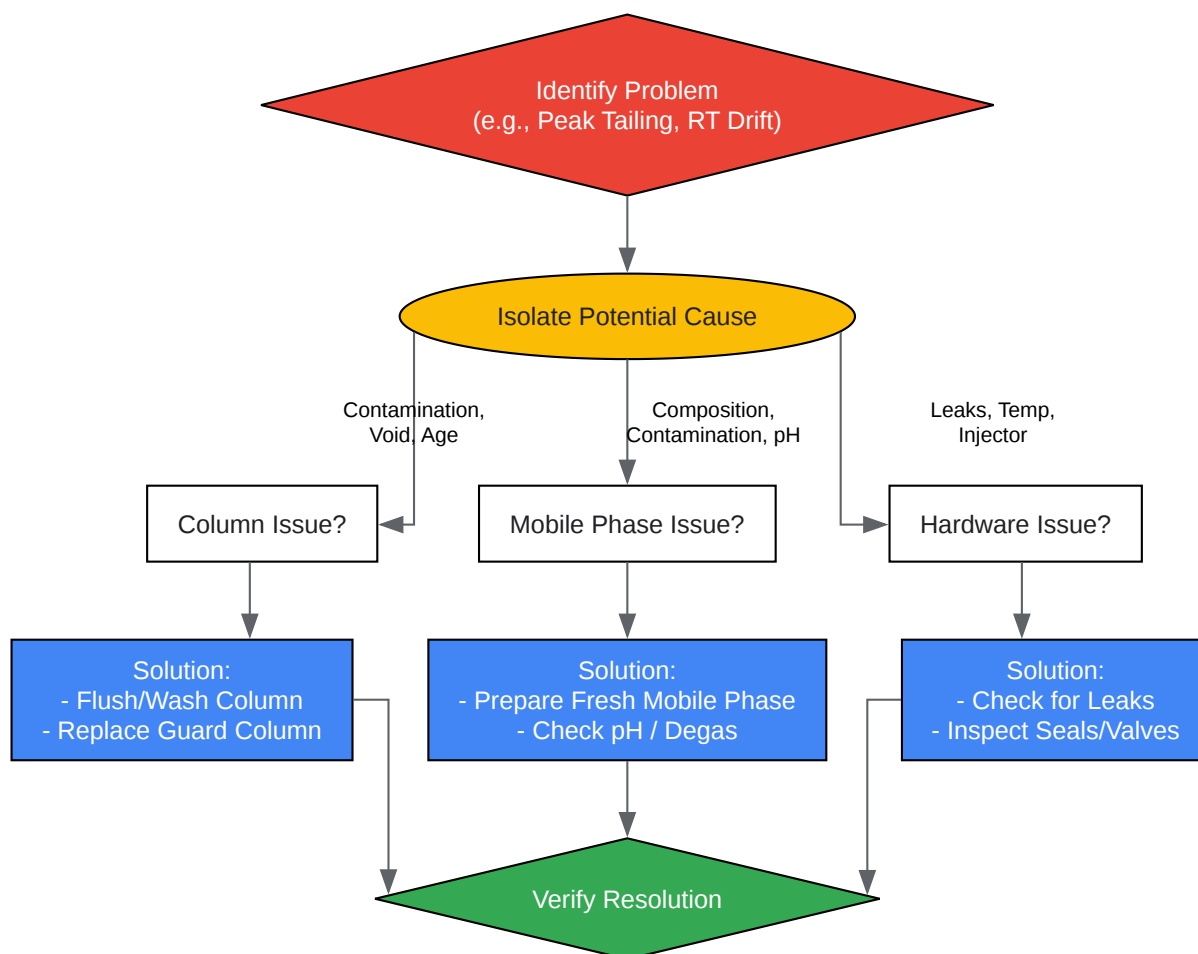 Identify Problem
(e.g., Peak Tailing, RT Drift)
Isolate Potential Cause
Contamination,
Void, Age
Composition,
Contamination, pH
Leaks, Temp,
Injector
Column Issue?
Mobile Phase Issue?
Hardware Issue?
Solution:
- Flush/Wash Column
- Replace Guard Column
Solution:
- Prepare Fresh Mobile Phase
- Check pH / Degas
Solution:
- Check for Leaks
- Inspect Seals/Valves
Verify Resolution